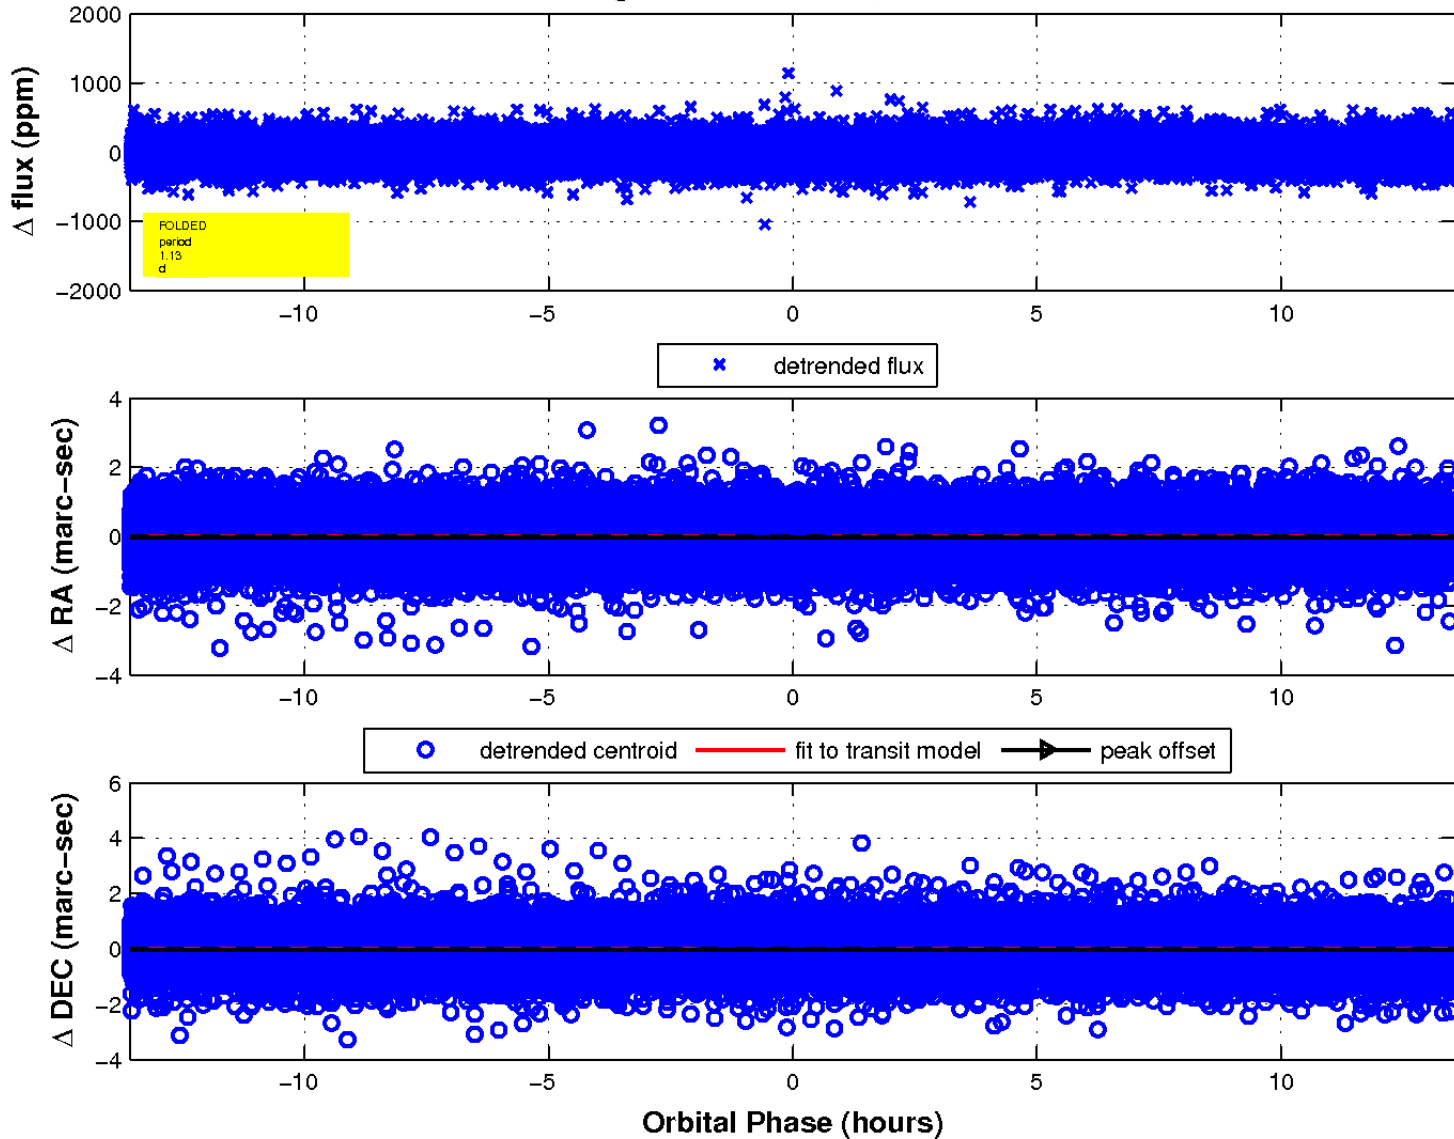 2000
1000
0
−1000
−2000
Δ flux (ppm)
FOLDED
period
1.13
d
−10 −5 0 5 10
detrended flux
4
2
0
−2
−4
Δ RA (marc−sec)
−10 −5 0 5 10
detrended centroid fit to transit model peak offset
6
4
2
0
−2
−4
Δ DEC (marc−sec)
−10 −5 0 5 10
Orbital Phase (hours)